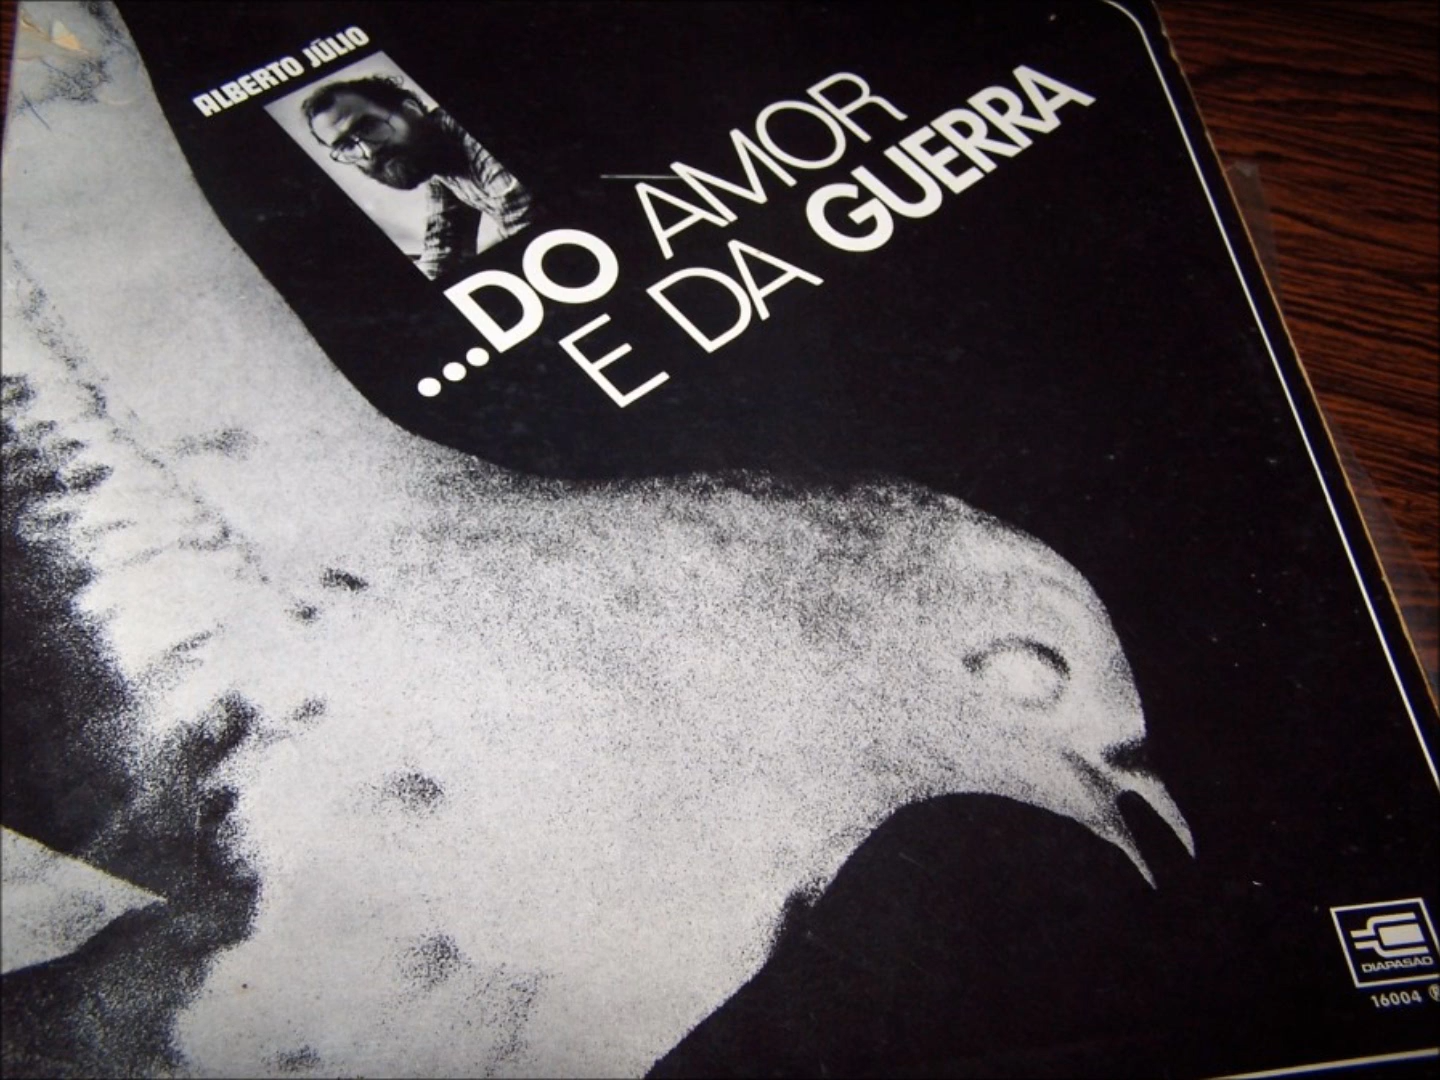 ALBERTO JÚLIO
...DO AMOR
E DA GUERRA
DIAPASÃO
16004 ℗